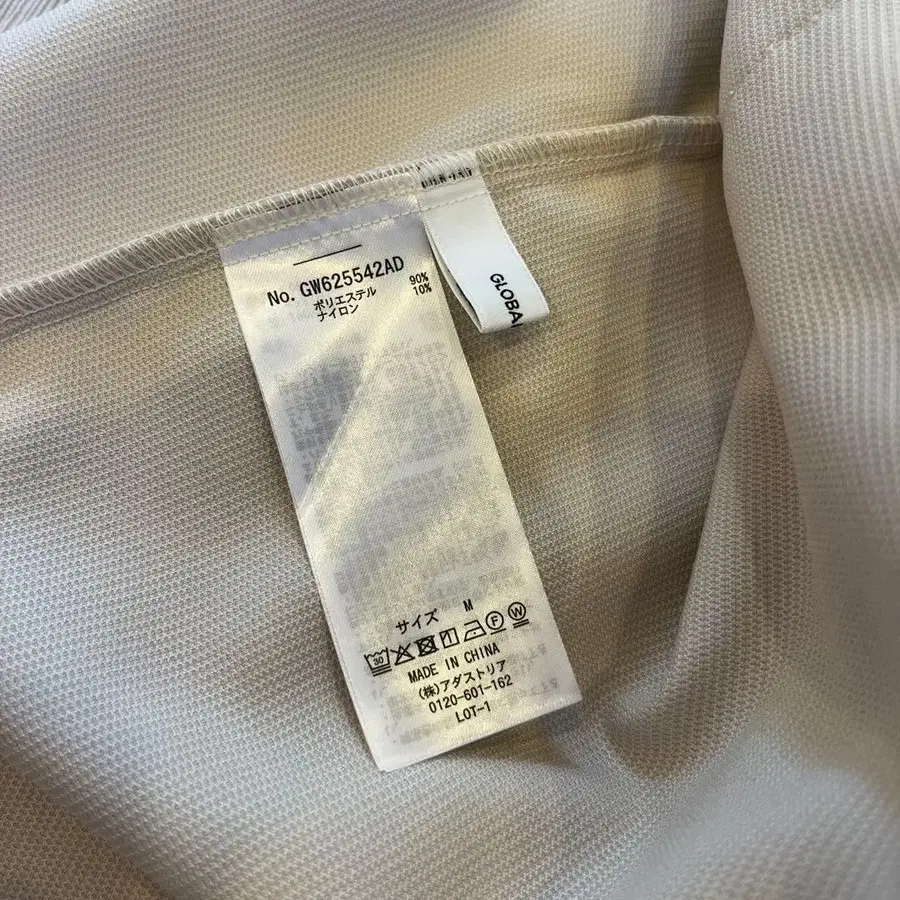 No. GW625542AD
ポリエステル 90%
ナイロン 10%
GLOBA
サイズ M
30 F W
MADE IN CHINA
(株)アダストリア
0120-601-162
LOT-1